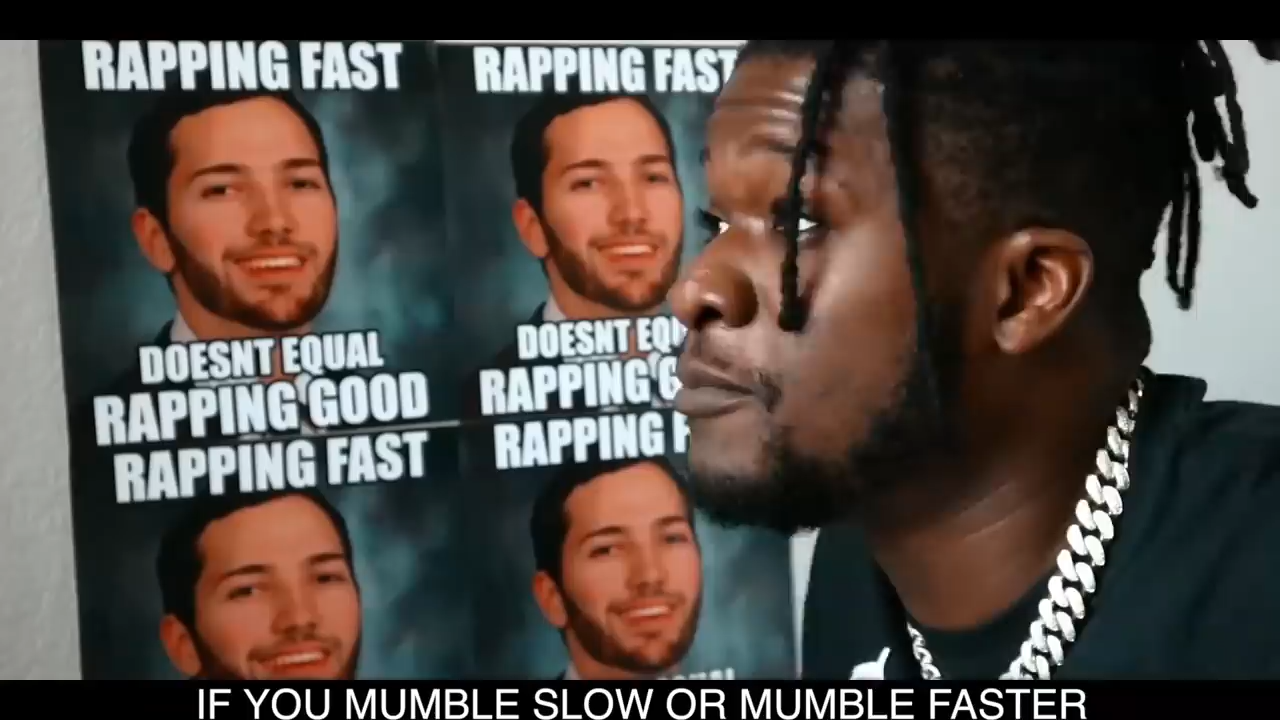 RAPPING FAST
DOESNT EQUAL
RAPPING GOOD
RAPPING FAST
DOESNT
RAPPING
RAPPING FAST
RAPPING
IF YOU MUMBLE SLOW OR MUMBLE FASTER